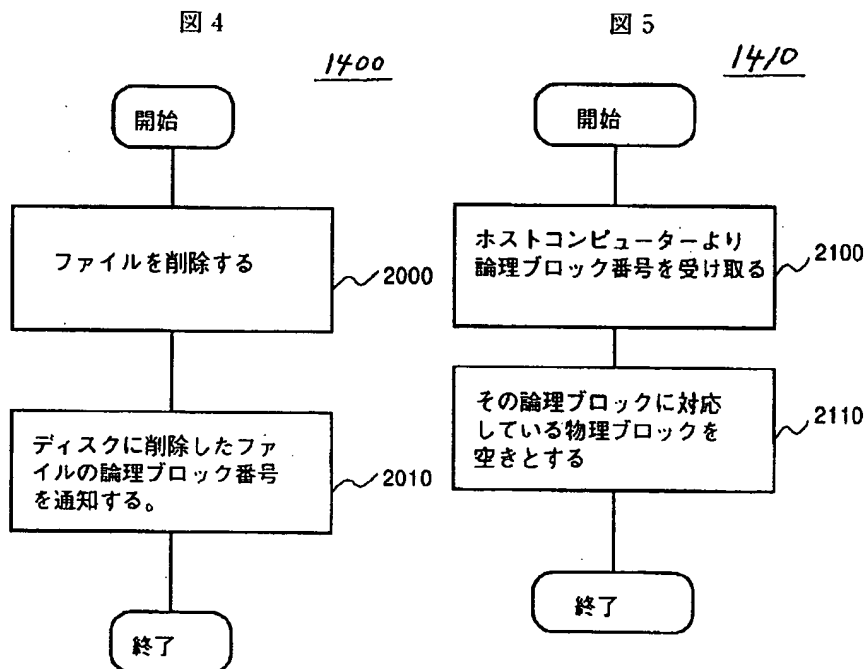 図4
1400
開始
ファイルを削除する
2000
ディスクに削除したファ
イルの論理ブロック番号
を通知する。
2010
終了
図5
1410
開始
ホストコンピューターより
論理ブロック番号を受け取る
2100
その論理ブロックに対応
している物理ブロックを
空きとする
2110
終了